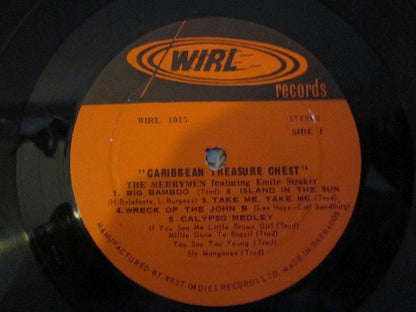 WIRL
records
WIRL 1015
STEREO
SIDE 1
"CARIBBEAN TREASURE CHEST"
THE MERRYMEN featuring Emile Straker
1. BIG BAMBOO (Trad) 2. ISLAND IN THE SUN
(H. Belafonte, L. Burgess) 3. TAKE ME, TAKE ME (Trad)
4. WRECK OF THE JOHN B (Lee Hays-Carl Sandburg)
5. CALYPSO MEDLEY
If You See Me Little Brown Girl (Trad)
Millie Gone To Brazil (Trad)
You Say You Young (Trad)
Sly Mongoose (Trad)
MANUFACTURED BY WEST INDIES RECORDS LTD. MADE IN BARBADOS